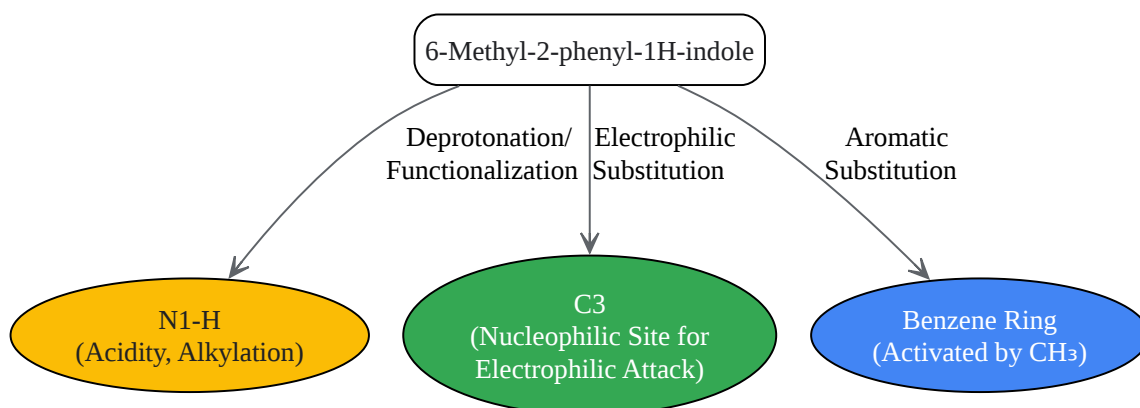 6-Methyl-2-phenyl-1H-indole
Deprotonation/
Functionalization
Electrophilic
Substitution
Aromatic
Substitution
N1-H
(Acidity, Alkylation)
C3
(Nucleophilic Site for
Electrophilic Attack)
Benzene Ring
(Activated by CH₃)